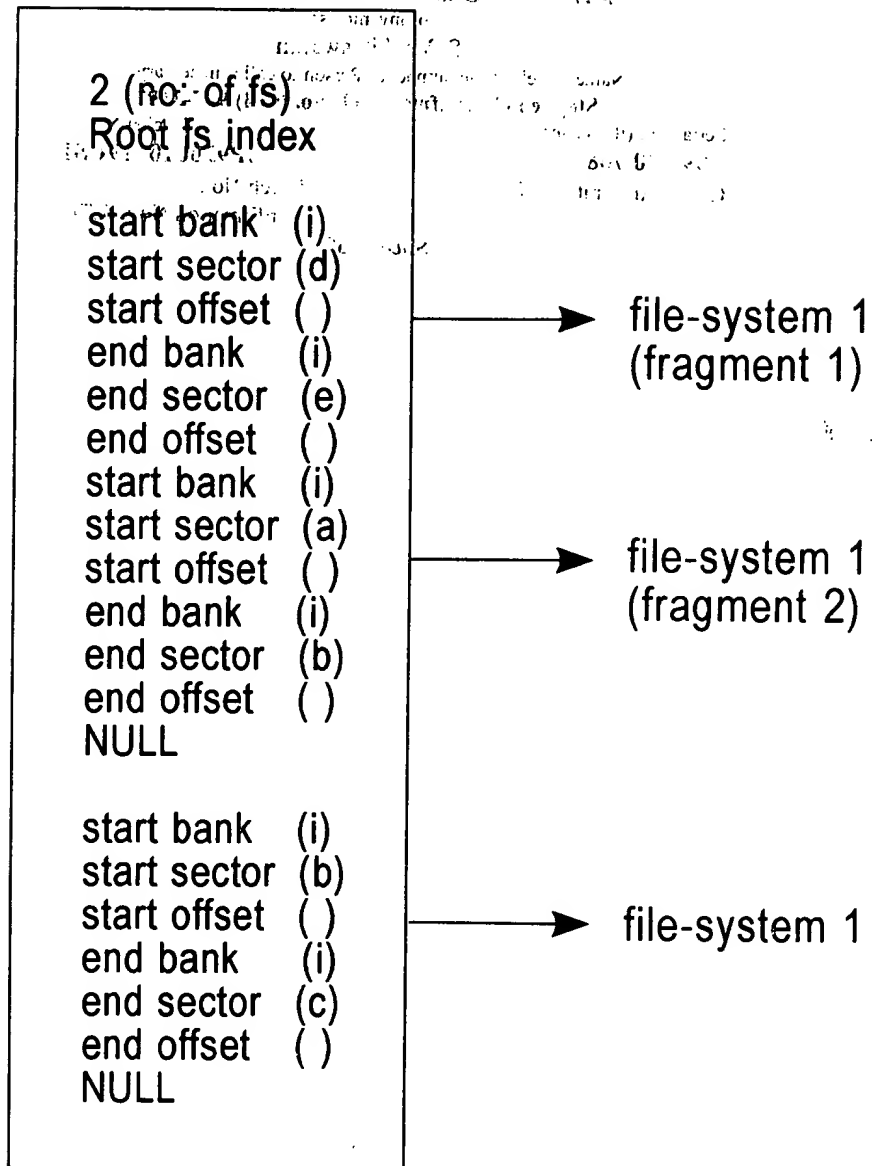 2 (no: of fs)
Root fs index
start bank (i)
start sector (d)
start offset ( )
end bank (i)
end sector (e)
end offset ( )
start bank (i)
start sector (a)
start offset ( )
end bank (i)
end sector (b)
end offset ( )
NULL
start bank (i)
start sector (b)
start offset ( )
end bank (i)
end sector (c)
end offset ( )
NULL
file-system 1
(fragment 1)
file-system 1
(fragment 2)
file-system 1